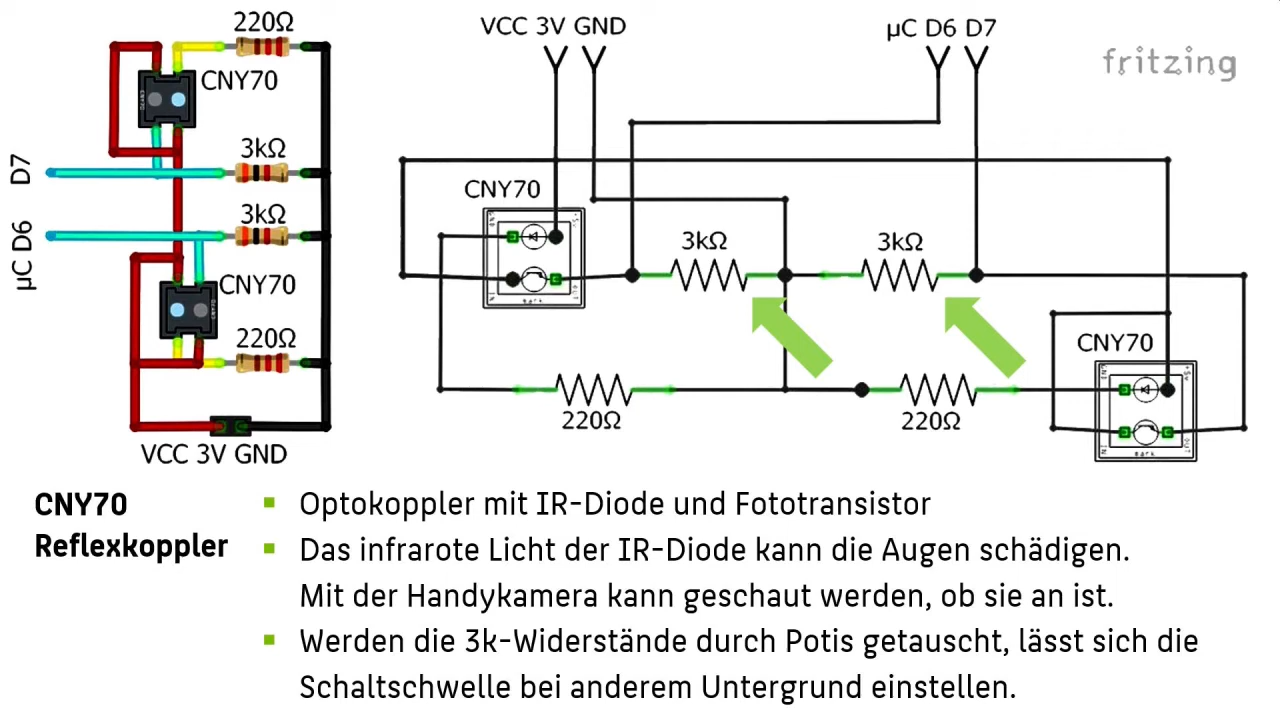 220Ω
CNY70
3kΩ
D7
3kΩ
µC D6
CNY70
220Ω
VCC 3V GND
VCC 3V GND
µC D6 D7
fritzing
CNY70
3kΩ
3kΩ
CNY70
220Ω
220Ω
CNY70
Reflexkoppler
Optokoppler mit IR-Diode und Fototransistor
Das infrarote Licht der IR-Diode kann die Augen schädigen.
Mit der Handykamera kann geschaut werden, ob sie an ist.
Werden die 3k-Widerstände durch Potis getauscht, lässt sich die
Schaltschwelle bei anderem Untergrund einstellen.